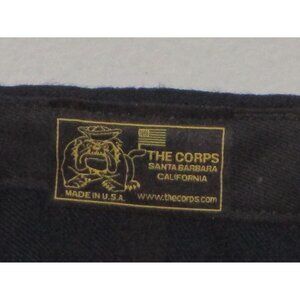 THE CORPS
SANTA BARBARA
CALIFORNIA
MADE IN U.S.A.
www.thecorps.com